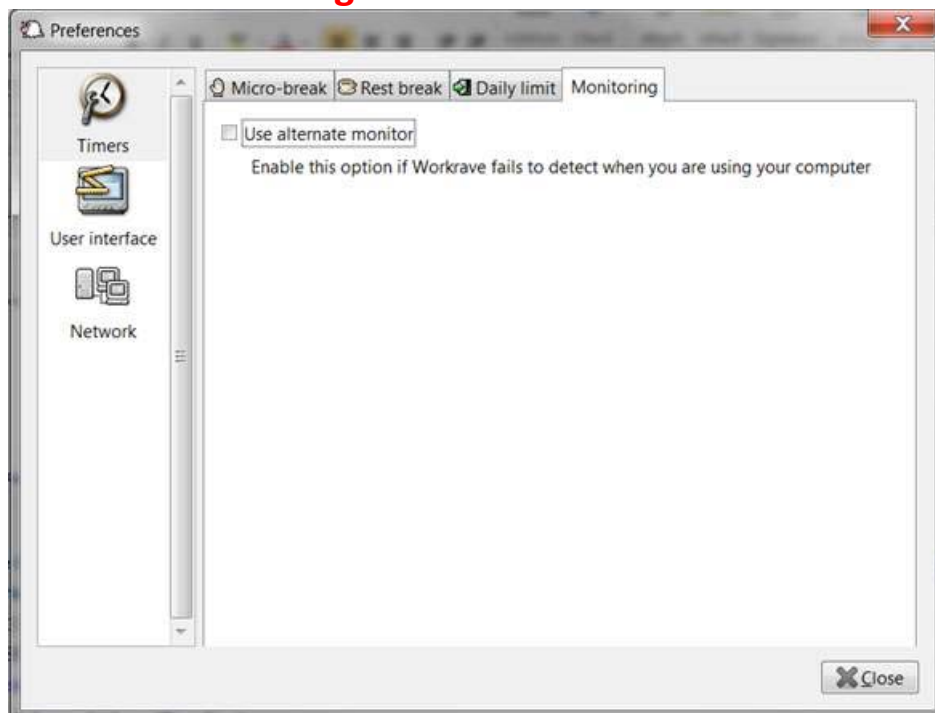 Preferences
Timers
User interface
Network
Micro-break Rest break Daily limit Monitoring
Use alternate monitor
Enable this option if Workrave fails to detect when you are using your computer
Close